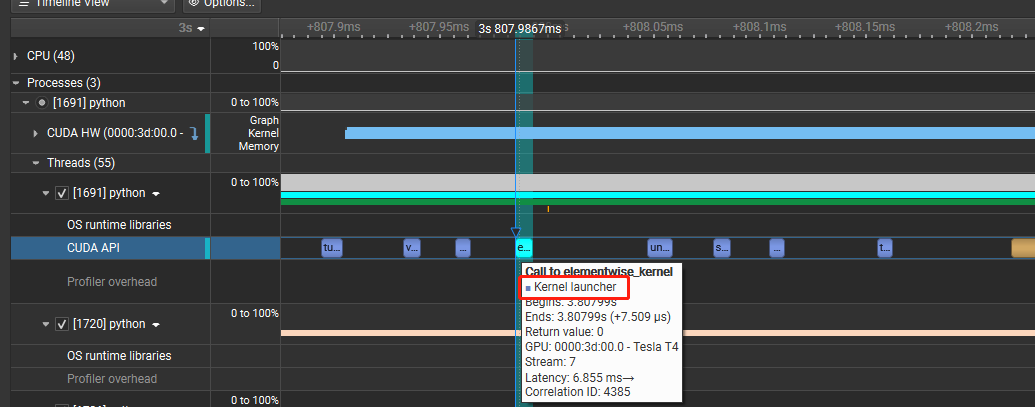 Timeline View
Options...
3s
+807.9ms
+807.95ms
3s 807.9867ms
+808.05ms
+808.1ms
+808.15ms
+808.2ms
CPU (48)
100%
0
Processes (3)
[1691] python
0 to 100%
CUDA HW (0000:3d:00.0 -
Graph
Kernel
Memory
Threads (55)
[1691] python
0 to 100%
OS runtime libraries
CUDA API
tu...
v...
...
e...
un...
s...
...
t...
Profiler overhead
Call to elementwise_kernel
Kernel launcher
Begins: 3.80799s
Ends: 3.80799s (+7.509 μs)
Return value: 0
GPU: 0000:3d:00.0 - Tesla T4
Stream: 7
Latency: 6.855 ms→
Correlation ID: 4385
[1720] python
0 to 100%
OS runtime libraries
Profiler overhead
0 to 100%